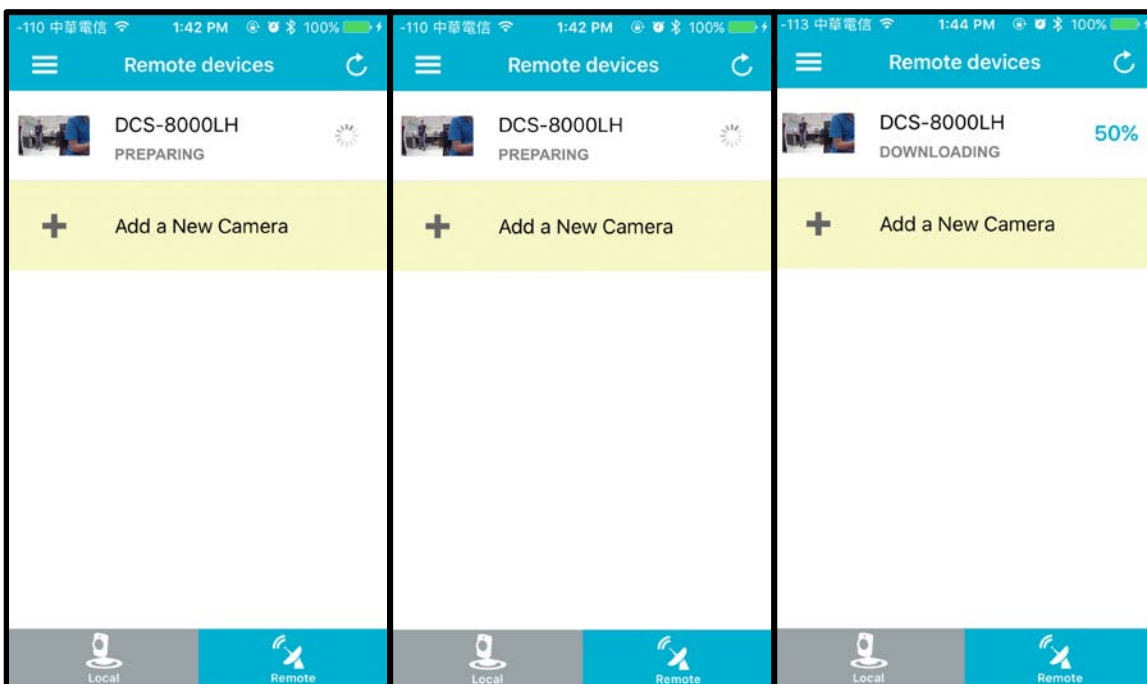 -110 中華電信 1:42 PM 100%
Remote devices
DCS-8000LH
PREPARING
Add a New Camera
Local Remote
-110 中華電信 1:42 PM 100%
Remote devices
DCS-8000LH
PREPARING
Add a New Camera
Local Remote
-113 中華電信 1:44 PM 100%
Remote devices
DCS-8000LH
DOWNLOADING
50%
Add a New Camera
Local Remote